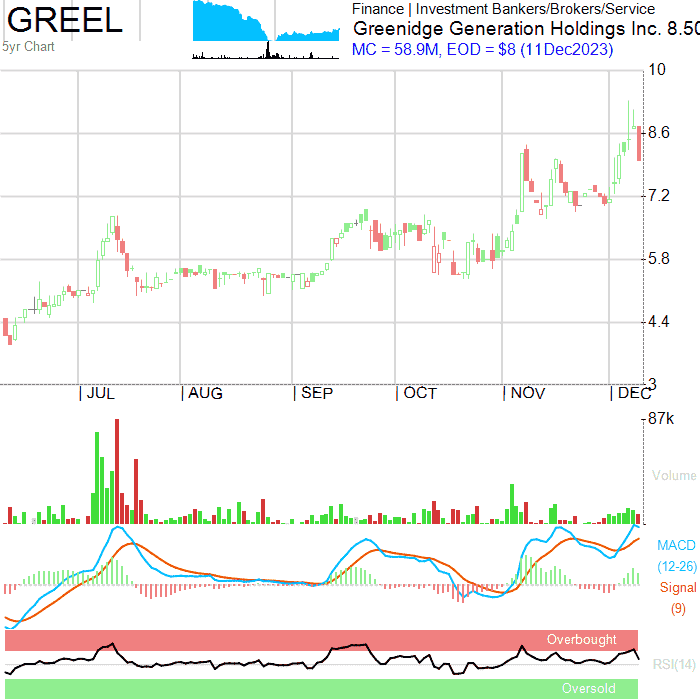 GREEL
5yr Chart
Finance | Investment Bankers/Brokers/Service
Greenidge Generation Holdings Inc. 8.50
MC = 58.9M, EOD = $8 (11Dec2023)
10
8.6
7.2
5.8
4.4
3
JUL AUG SEP OCT NOV DEC
87k
Volume
MACD
(12-26)
Signal
(9)
Overbought
RSI(14)
Oversold